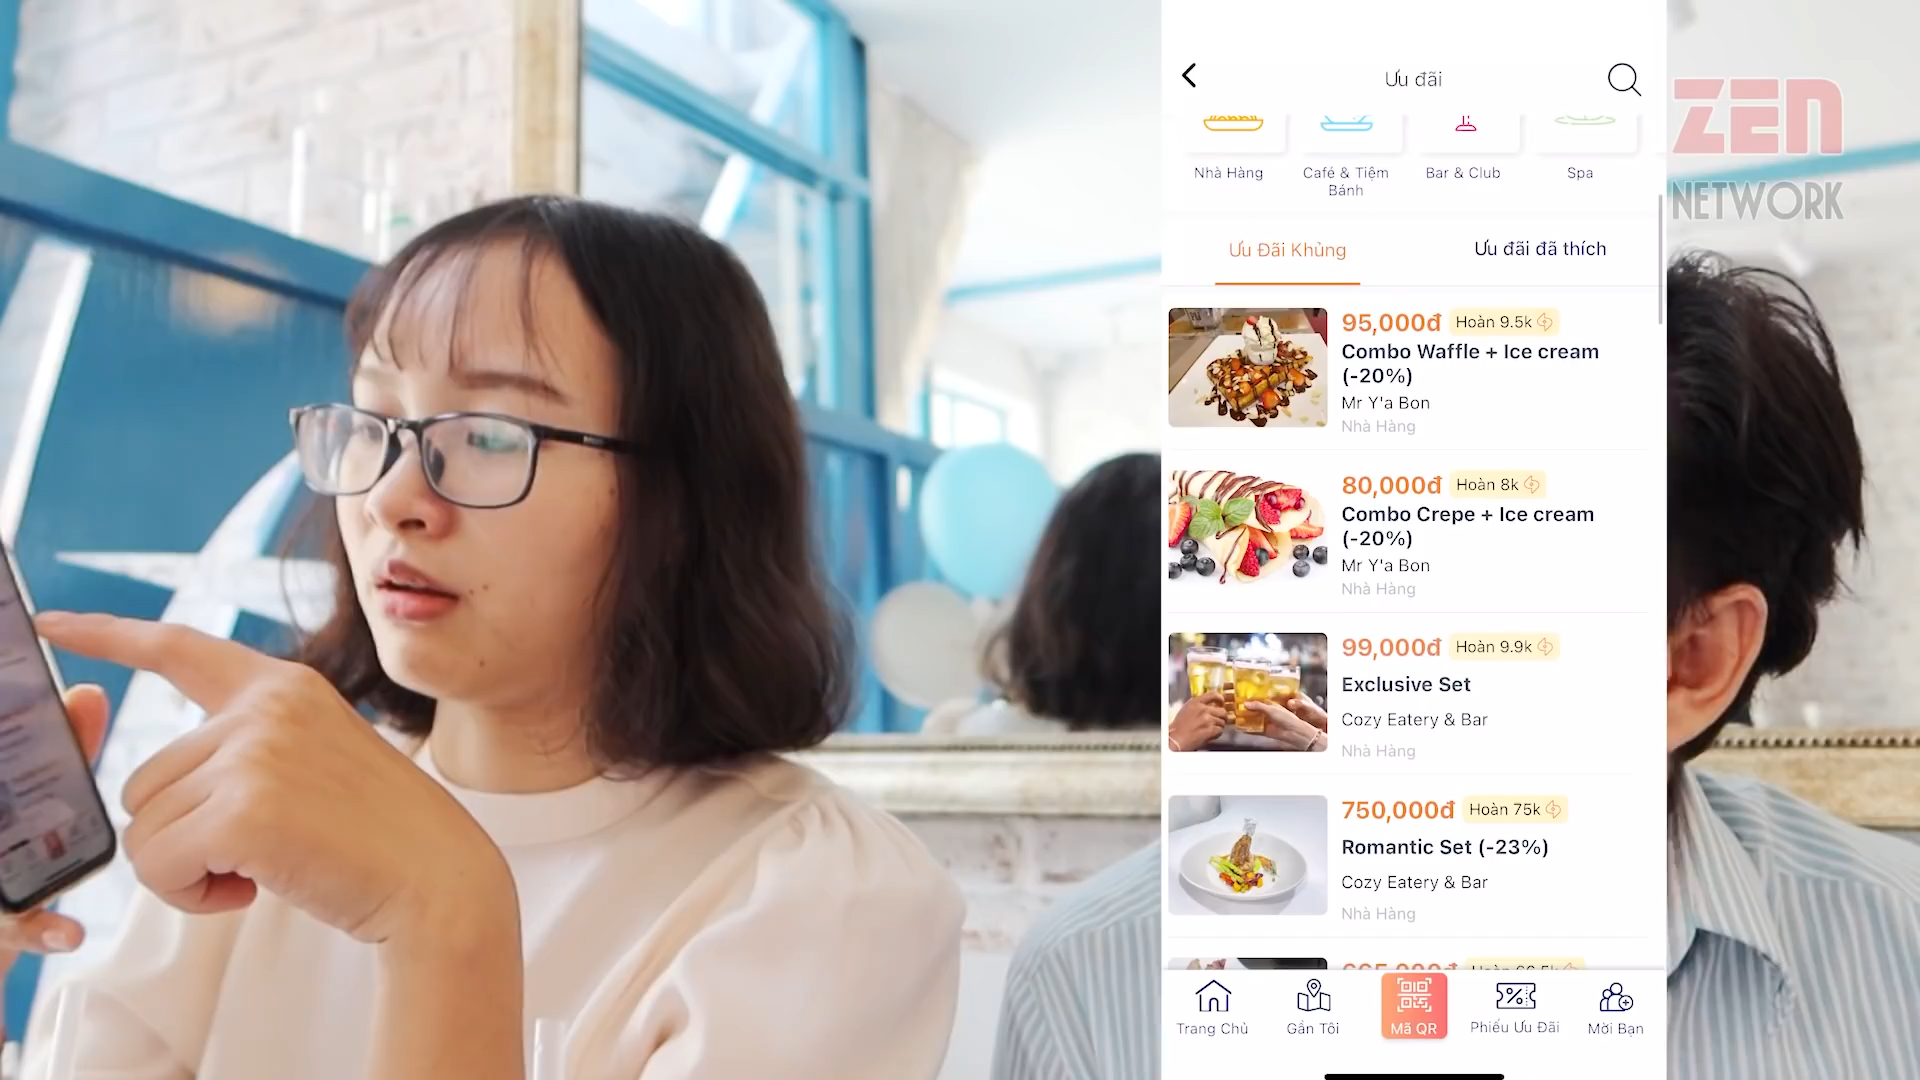 Ưu đãi
ZEN
NETWORK
Nhà Hàng
Café & Tiệm
Bánh
Bar & Club
Spa
Ưu Đãi Khủng
Ưu đãi đã thích
95,000đ Hoàn 9.5k
Combo Waffle + Ice cream
(-20%)
Mr Y'a Bon
Nhà Hàng
80,000đ Hoàn 8k
Combo Crepe + Ice cream
(-20%)
Mr Y'a Bon
Nhà Hàng
99,000đ Hoàn 9.9k
Exclusive Set
Cozy Eatery & Bar
Nhà Hàng
750,000đ Hoàn 75k
Romantic Set (-23%)
Cozy Eatery & Bar
Nhà Hàng
Trang Chủ
Gần Tôi
Mã QR
Phiếu Ưu Đãi
Mời Bạn